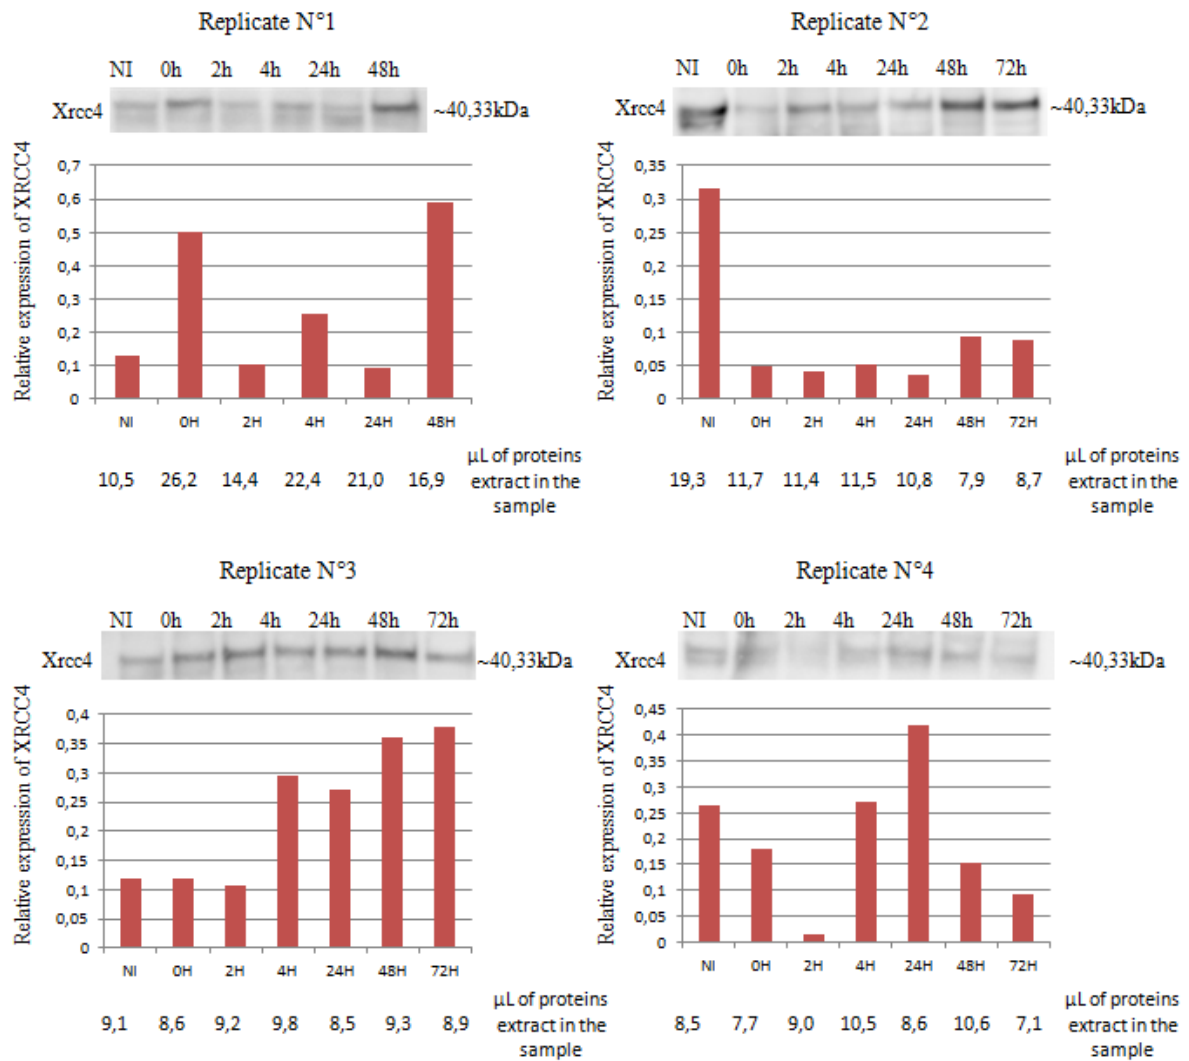 Replicate N°1
NI 0h 2h 4h 24h 48h
Xrcc4
~40,33kDa
Relative expression of XRCC4
0,7
0,6
0,5
0,4
0,3
0,2
0,1
0
NI 0H 2H 4H 24H 48H
10,5 26,2 14,4 22,4 21,0 16,9
µL of proteins
extract in the
sample
Replicate N°2
NI 0h 2h 4h 24h 48h 72h
Xrcc4
~40,33kDa
Relative expression of XRCC4
0,35
0,3
0,25
0,2
0,15
0,1
0,05
0
NI 0H 2H 4H 24H 48H 72H
19,3 11,7 11,4 11,5 10,8 7,9 8,7
µL of proteins
extract in the
sample
Replicate N°3
NI 0h 2h 4h 24h 48h 72h
Xrcc4
~40,33kDa
Relative expression of XRCC4
0,4
0,35
0,3
0,25
0,2
0,15
0,1
0,05
0
NI 0H 2H 4H 24H 48H 72H
9,1 8,6 9,2 9,8 8,5 9,3 8,9
µL of proteins
extract in the
sample
Replicate N°4
NI 0h 2h 4h 24h 48h 72h
Xrcc4
~40,33kDa
Relative expression of XRCC4
0,45
0,4
0,35
0,3
0,25
0,2
0,15
0,1
0,05
0
NI 0H 2H 4H 24H 48H 72H
8,5 7,7 9,0 10,5 8,6 10,6 7,1
µL of proteins
extract in the
sample